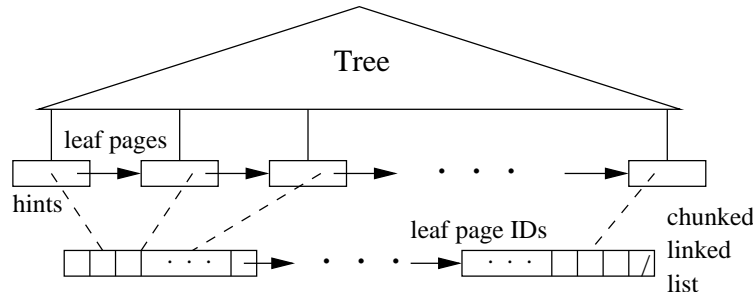 Tree
leaf pages
hints
leaf page IDs
chunked
linked
list